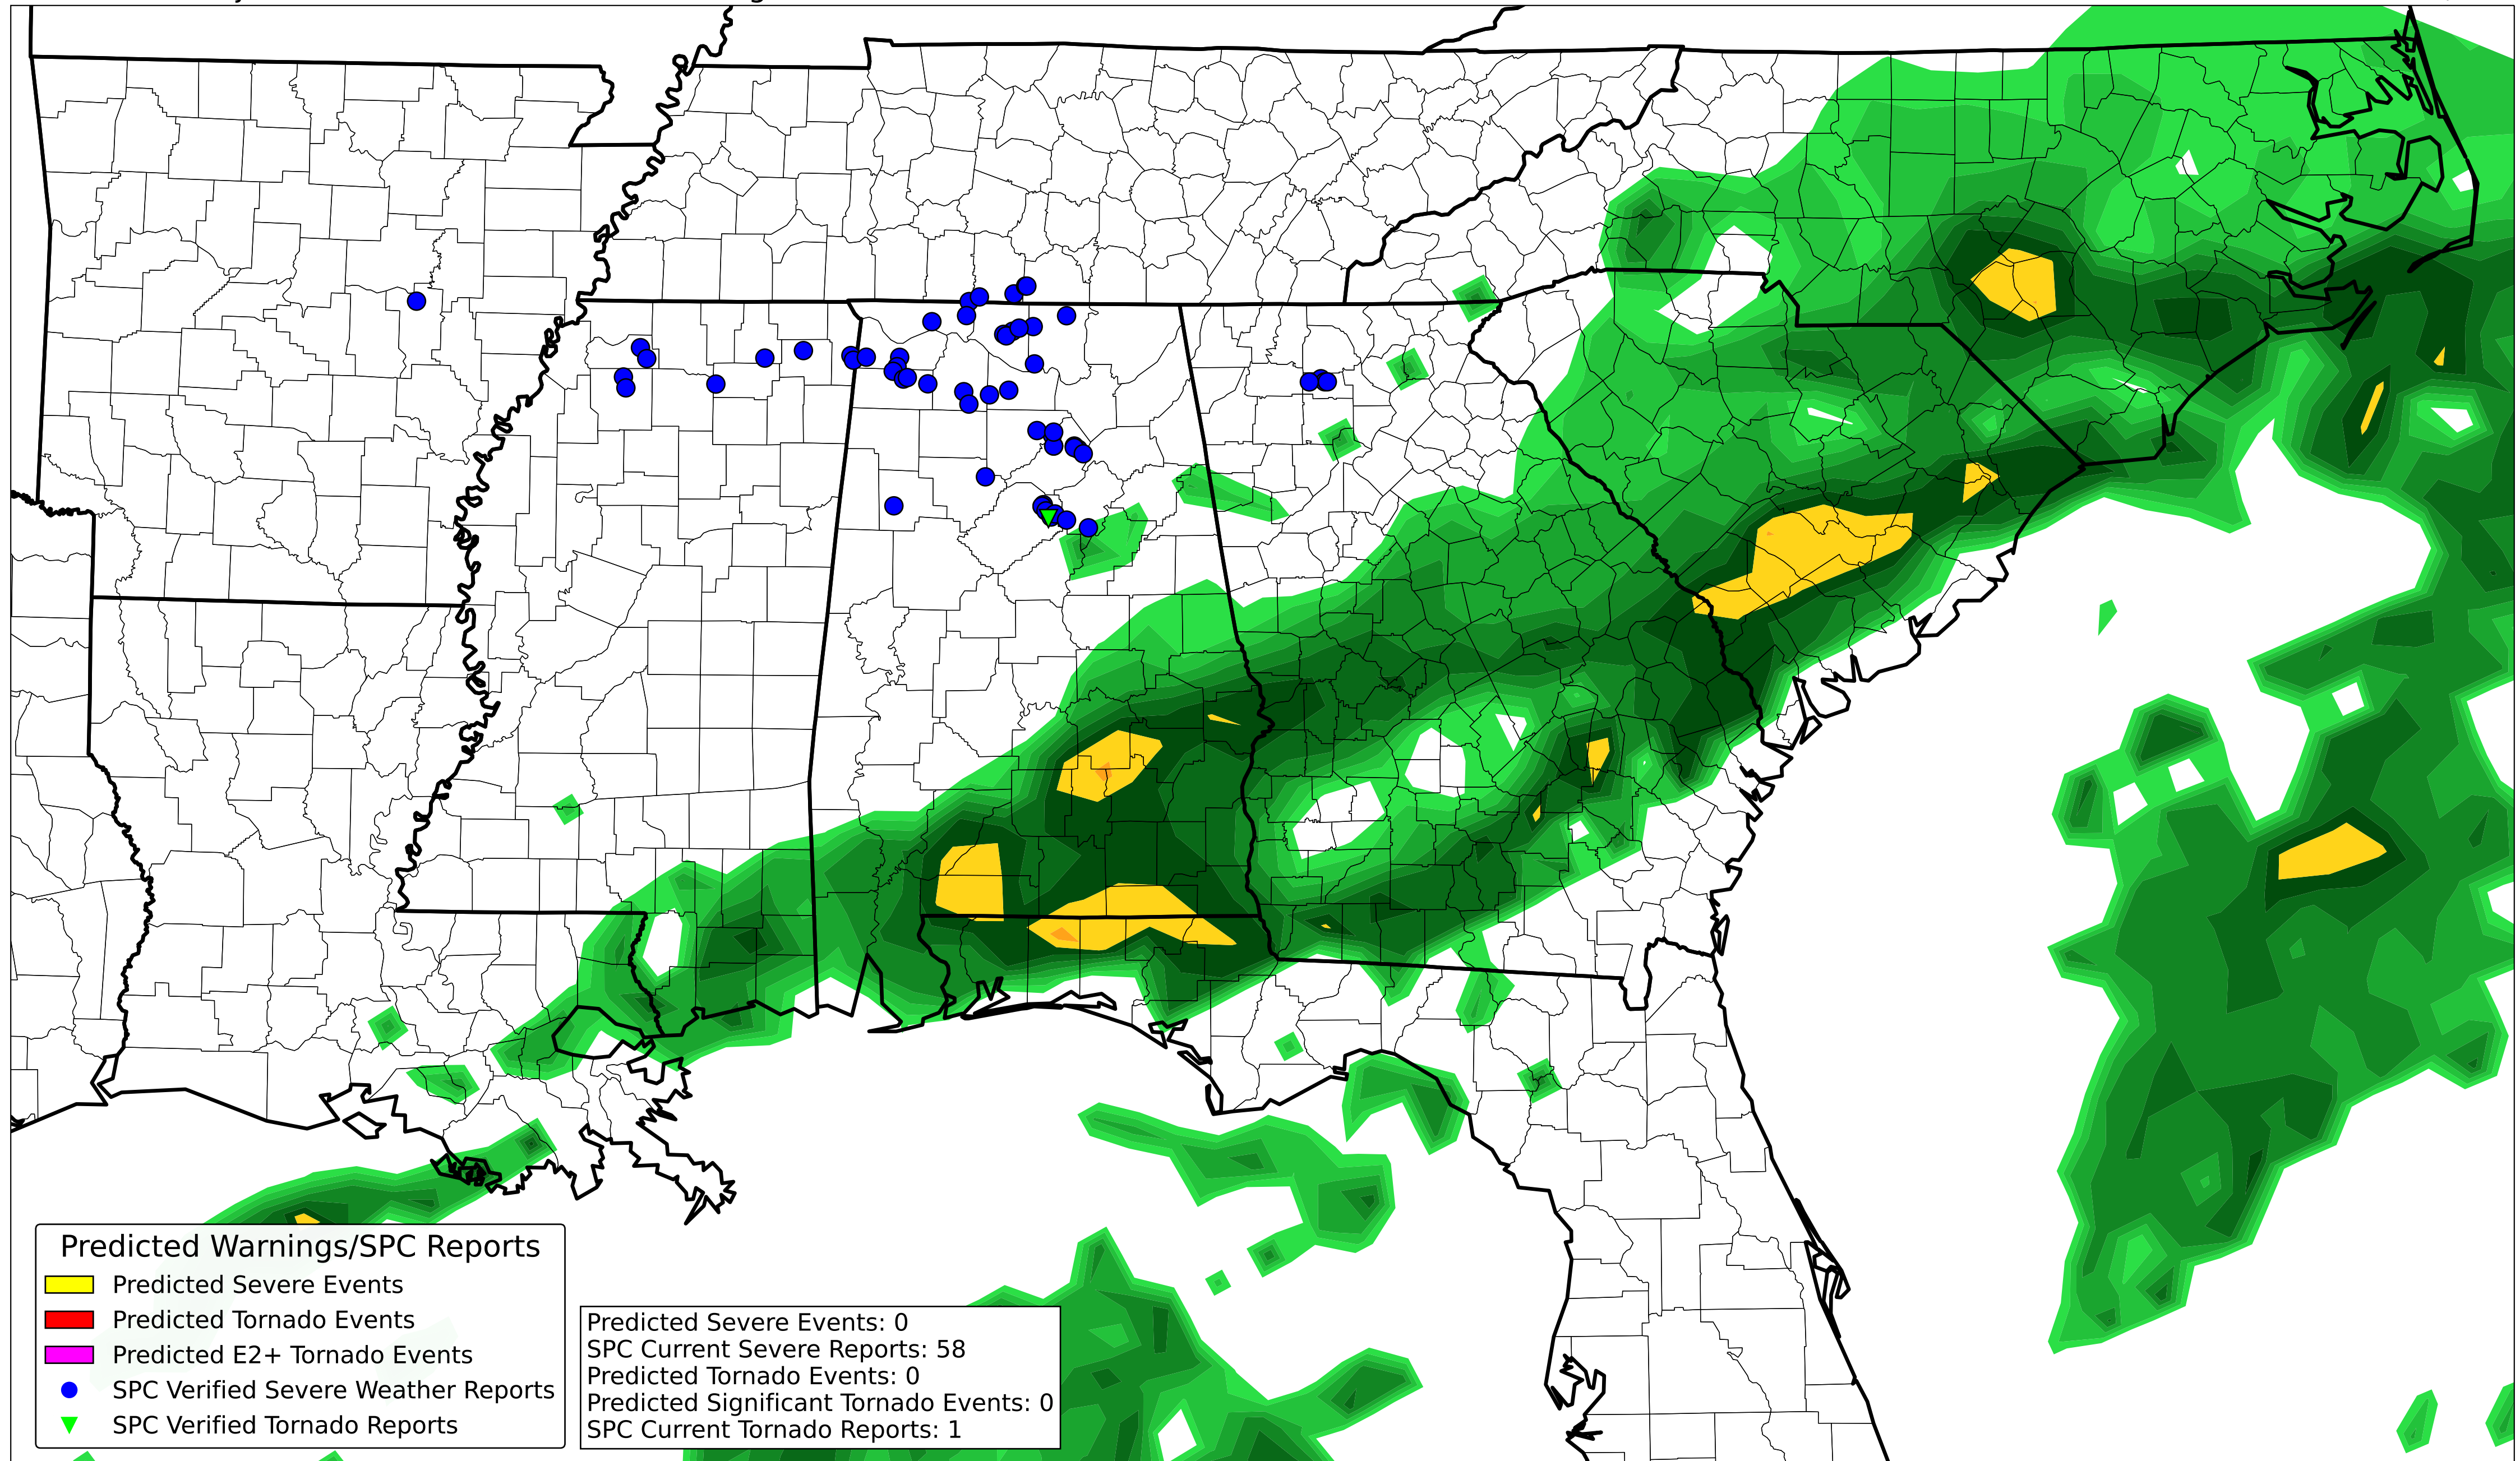 Predicted Warnings/SPC Reports
Predicted Severe Events
Predicted Tornado Events
Predicted E2+ Tornado Events
SPC Verified Severe Weather Reports
SPC Verified Tornado Reports
Predicted Severe Events: 0
SPC Current Severe Reports: 58
Predicted Tornado Events: 0
Predicted Significant Tornado Events: 0
SPC Current Tornado Reports: 1